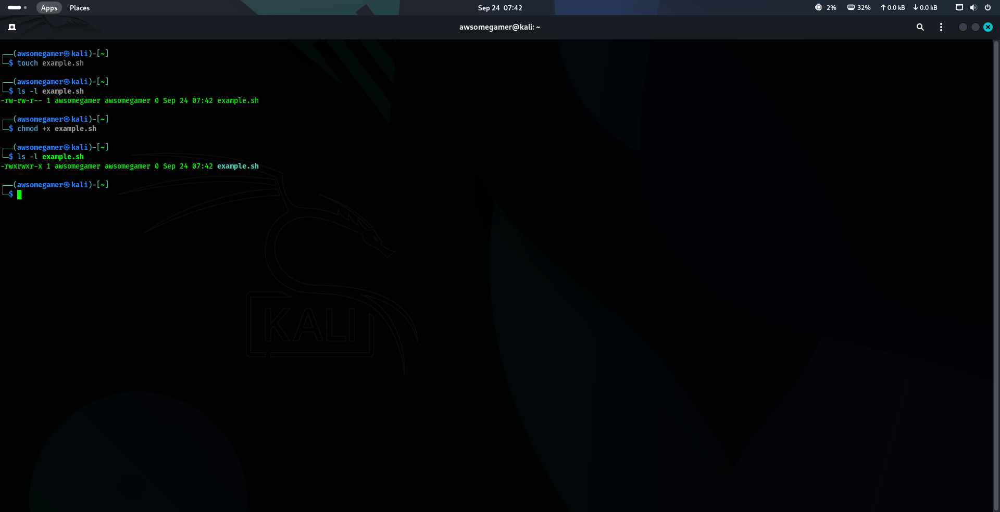 Apps Places Sep 24 07:42 2% 32% 0.0 kB 0.0 kB
awsomegamer@kali: ~
┌──(awsomegamer㉿kali)-[~]
└─$ touch example.sh
┌──(awsomegamer㉿kali)-[~]
└─$ ls -l example.sh
-rw-rw-r-- 1 awsomegamer awsomegamer 0 Sep 24 07:42 example.sh
┌──(awsomegamer㉿kali)-[~]
└─$ chmod +x example.sh
┌──(awsomegamer㉿kali)-[~]
└─$ ls -l example.sh
-rwxrwxr-x 1 awsomegamer awsomegamer 0 Sep 24 07:42 example.sh
┌──(awsomegamer㉿kali)-[~]
└─$
KALI